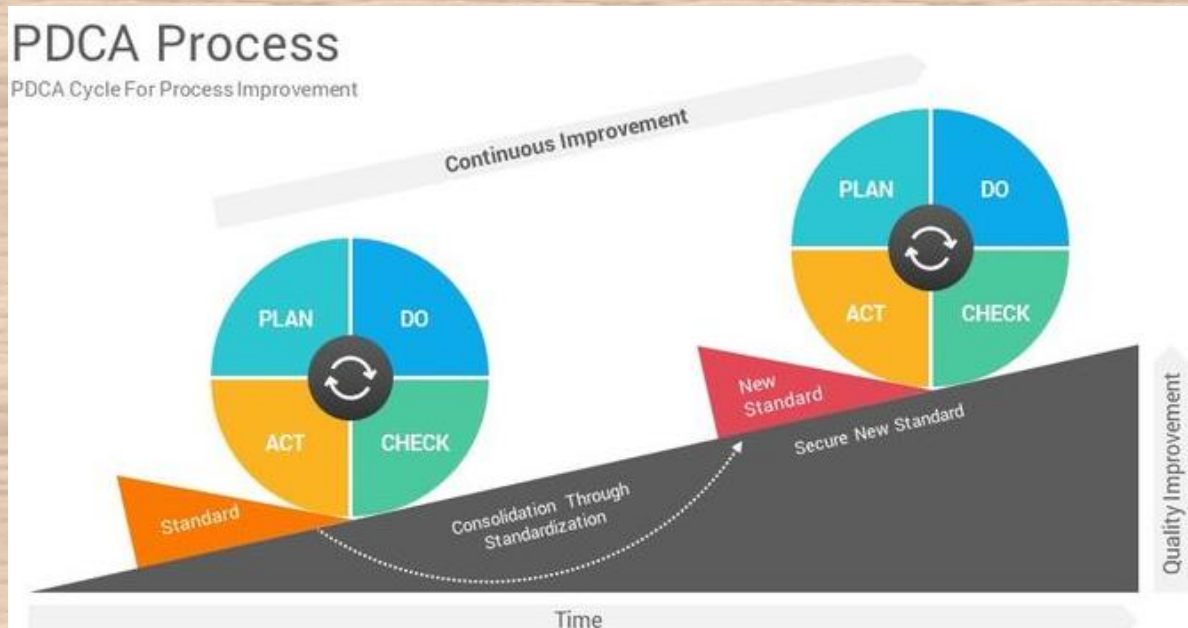 PDCA Process
PDCA Cycle For Process Improvement
Continuous Improvement
PLAN
DO
ACT
CHECK
PLAN
DO
ACT
CHECK
Standard
New
Standard
Consolidation Through
Standardization
Secure New Standard
Quality Improvement
Time